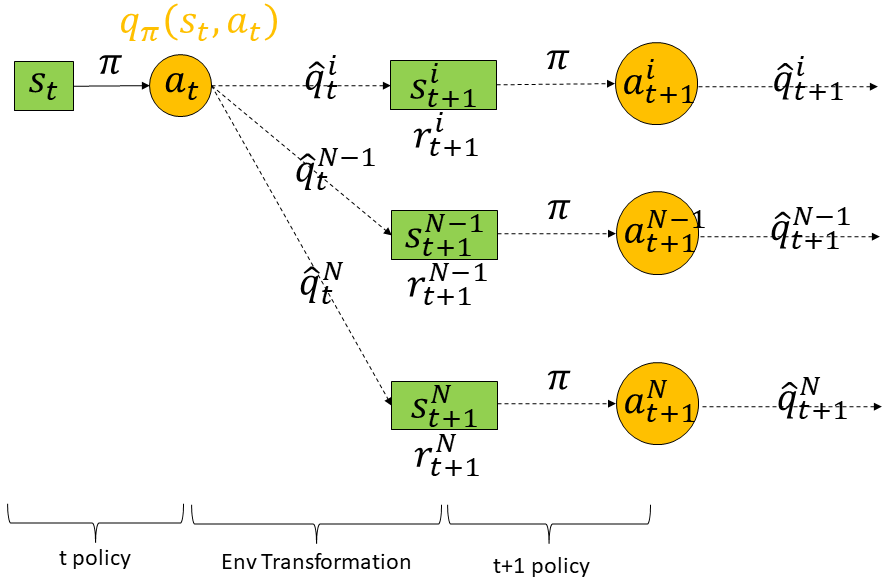 $q_{\pi}(s_t, a_t)$
$s_t$ $\pi$ $a_t$ $\hat{q}_t^{i}$ $s_{t+1}^{i}$ $\pi$ $a_{t+1}^{i}$ $\hat{q}_{t+1}^{i}$
$r_{t+1}^{i}$
$\hat{q}_t^{N-1}$ $s_{t+1}^{N-1}$ $\pi$ $a_{t+1}^{N-1}$ $\hat{q}_{t+1}^{N-1}$
$r_{t+1}^{N-1}$
$\hat{q}_t^{N}$ $s_{t+1}^{N}$ $\pi$ $a_{t+1}^{N}$ $\hat{q}_{t+1}^{N}$
$r_{t+1}^{N}$
t policy Env Transformation t+1 policy